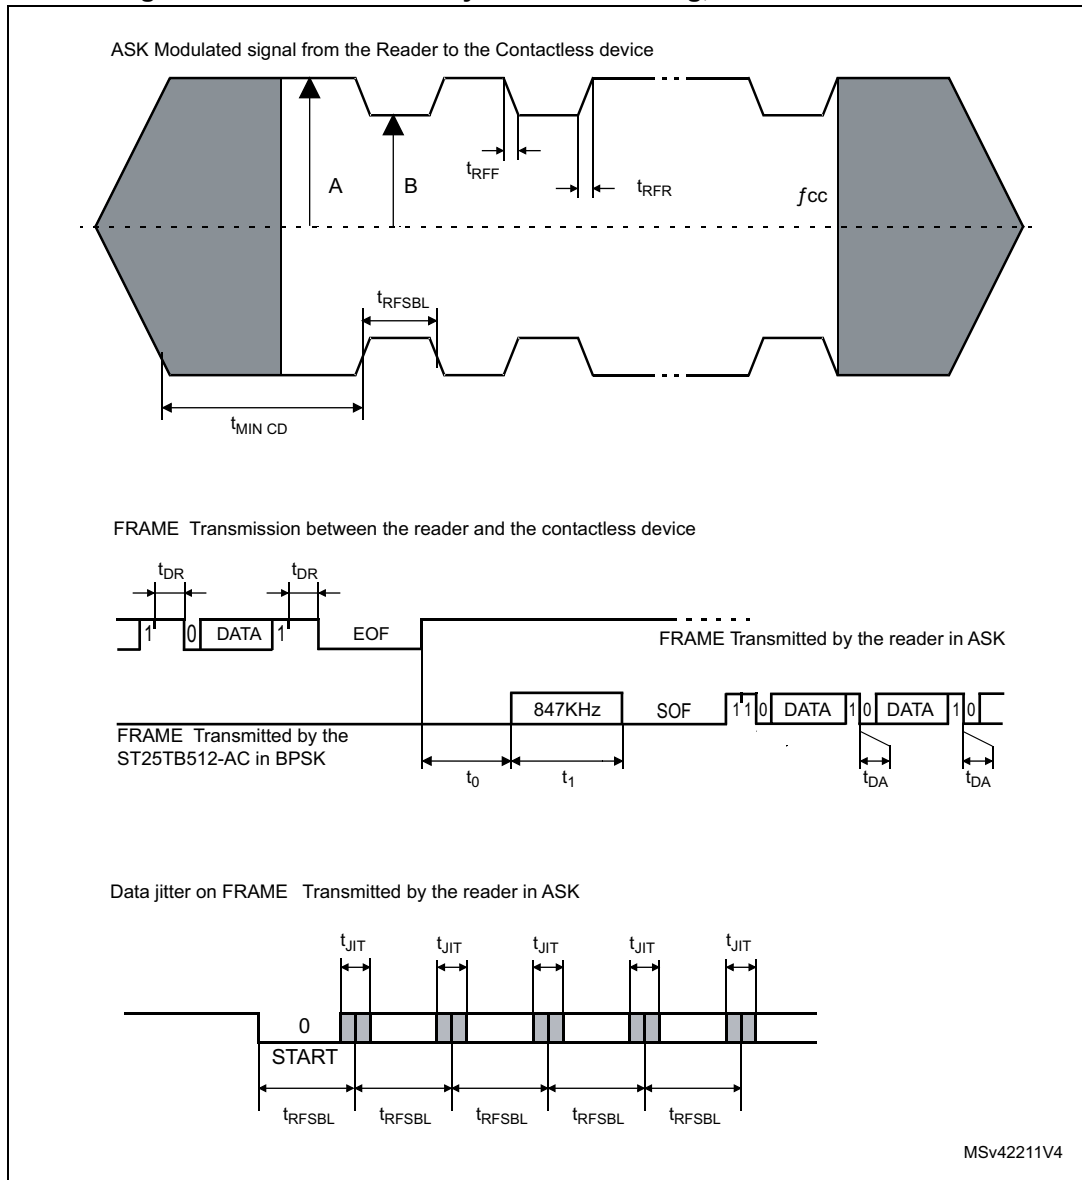 ASK Modulated signal from the Reader to the Contactless device
A
B
tRFF
tRFR
ƒcc
tRFSBL
tMIN CD
FRAME Transmission between the reader and the contactless device
tDR tDR
1 0 DATA 1 EOF
FRAME Transmitted by the reader in ASK
847KHz SOF 1 1 0 DATA 1 0 DATA 1 0
FRAME Transmitted by the
ST25TB512-AC in BPSK
t0 t1 tDA tDA
Data jitter on FRAME Transmitted by the reader in ASK
tJIT tJIT tJIT tJIT tJIT
0
START
tRFSBL tRFSBL tRFSBL tRFSBL tRFSBL
MSv42211V4